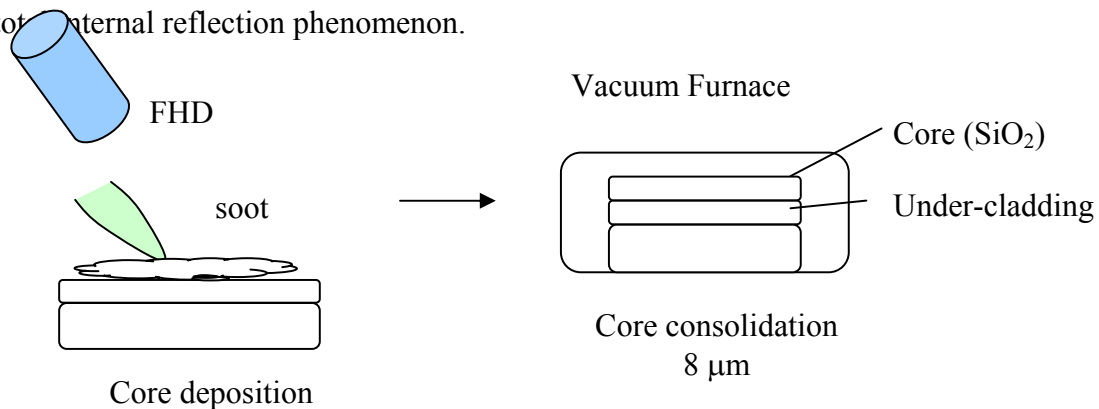 internal reflection phenomenon.
Vacuum Furnace
FHD
Core (SiO₂)
soot
Under-cladding
Core consolidation
8 μm
Core deposition